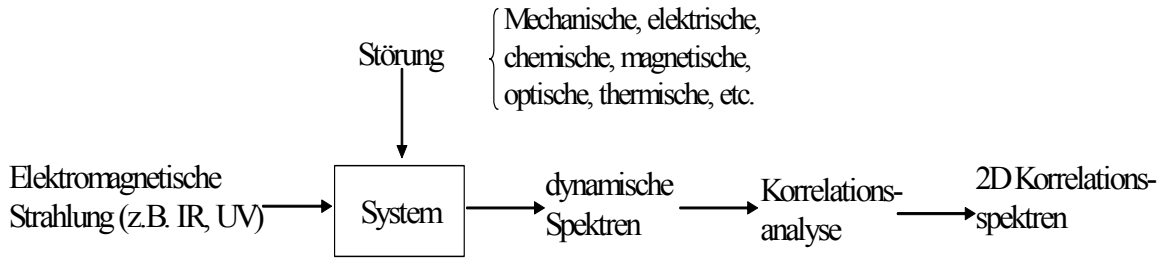 Störung
Mechanische, elektrische,
chemische, magnetische,
optische, thermische, etc.
Elektromagnetische
Strahlung (z.B. IR, UV)
System
dynamische
Spektren
Korrelations-
analyse
2D Korrelations-
spektren